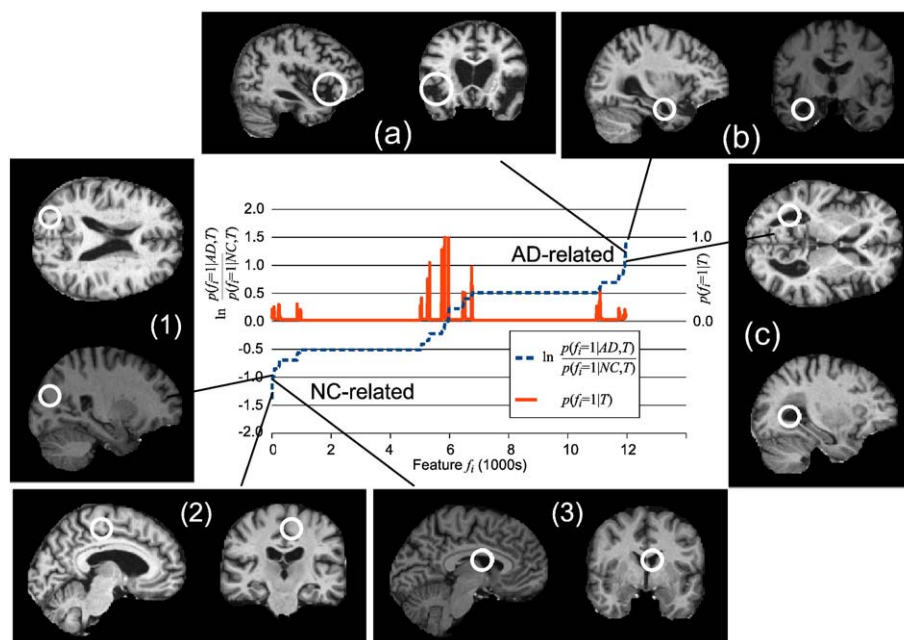 (a)
(b)
(1)
(c)
2.0
1.5
1.0
0.5
0.0
-0.5
-1.0
-1.5
-2.0
ln p(fi=1|AD,T) / p(fi=1|NC,T)
AD-related
NC-related
1.0
0.0
p(fi=1|T)
ln p(fi=1|AD,T) / p(fi=1|NC,T)
p(fi=1|T)
0 2 4 6 8 10 12
Feature fi (1000s)
(2)
(3)